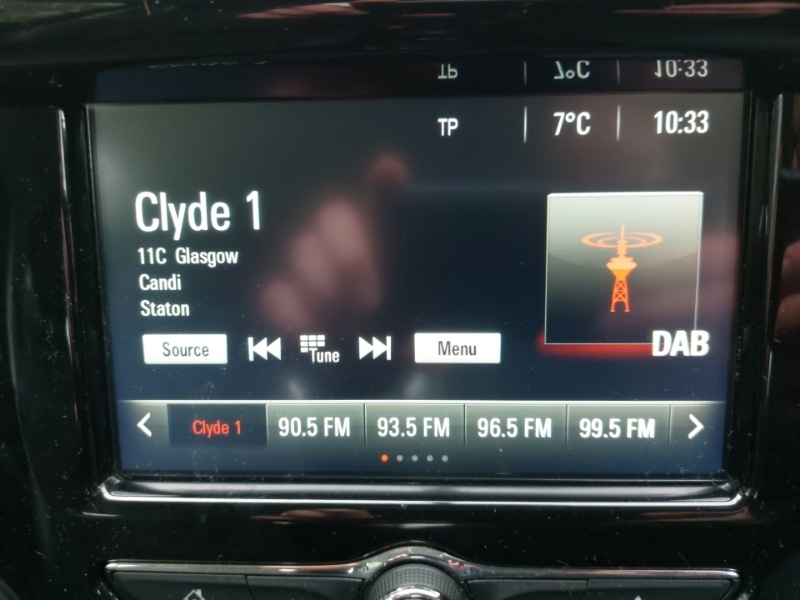 TP 7°C 10:33
Clyde 1
11C Glasgow
Candi
Staton
DAB
Source Tune Menu
Clyde 1 90.5 FM 93.5 FM 96.5 FM 99.5 FM